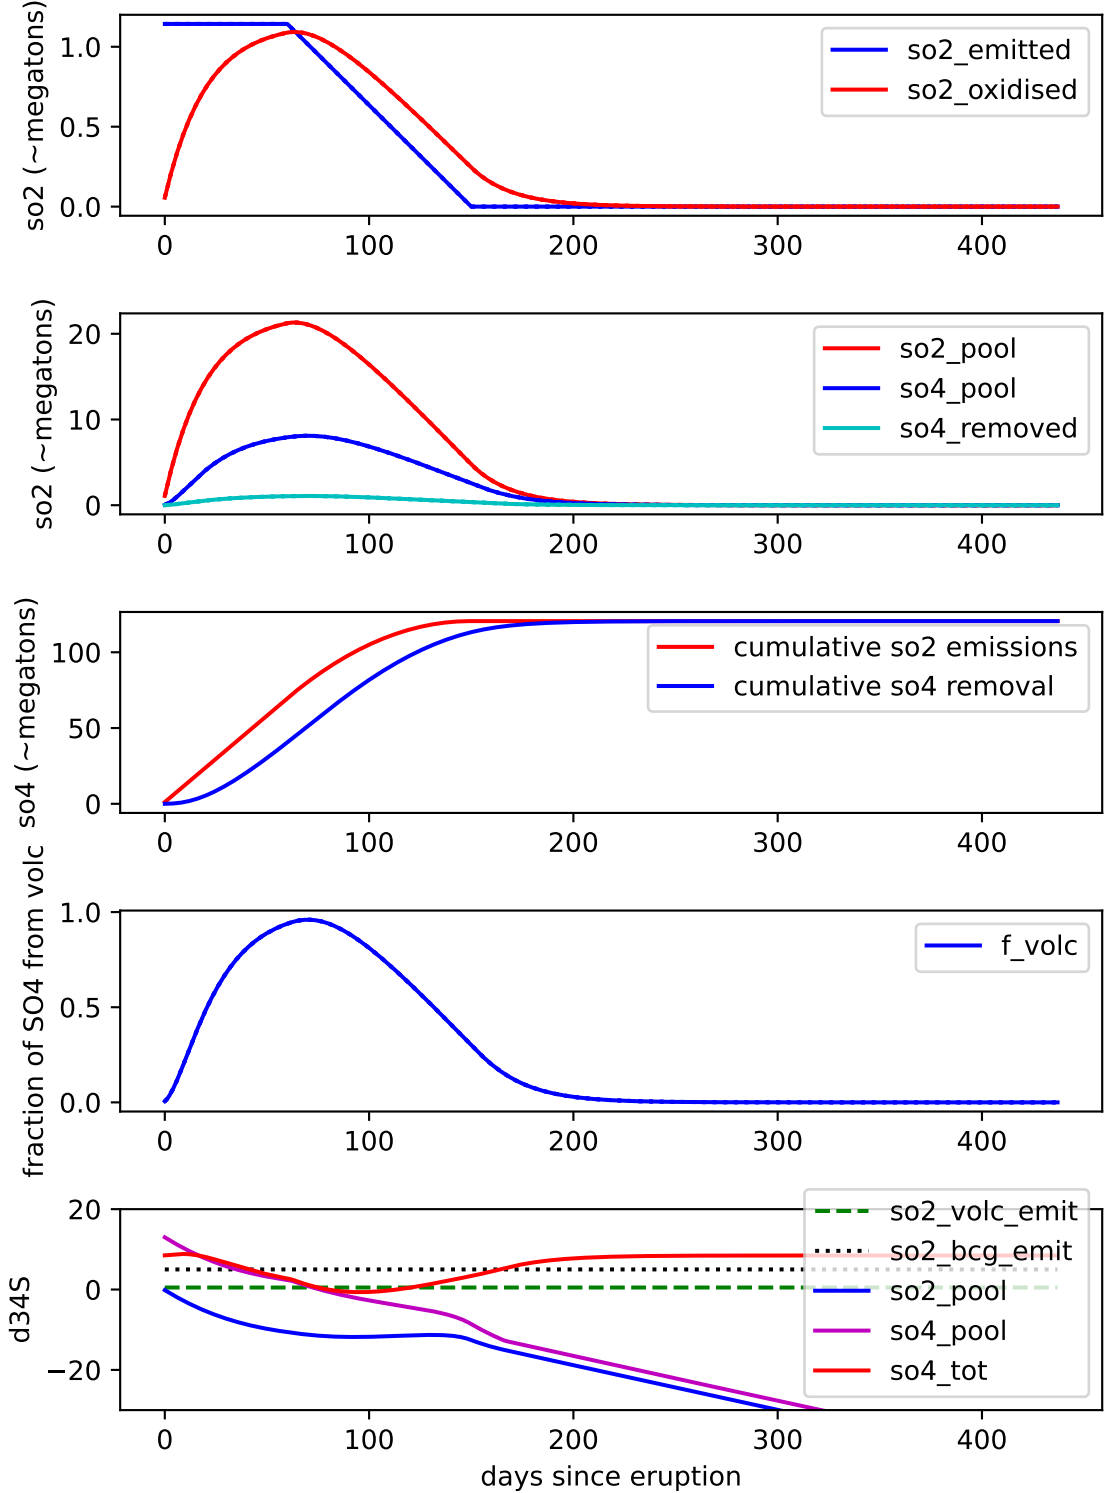 so2 (~megatons)
1.0
0.5
0.0
so2_emitted
so2_oxidised
0 100 200 300 400
so2 (~megatons)
20
10
0
so2_pool
so4_pool
so4_removed
0 100 200 300 400
so4 (~megatons)
100
50
0
cumulative so2 emissions
cumulative so4 removal
0 100 200 300 400
fraction of SO4 from volc
1.0
0.5
0.0
f_volc
0 100 200 300 400
d34S
20
0
−20
so2_volc_emit
so2_bcg_emit
so2_pool
so4_pool
so4_tot
0 100 200 300 400
days since eruption